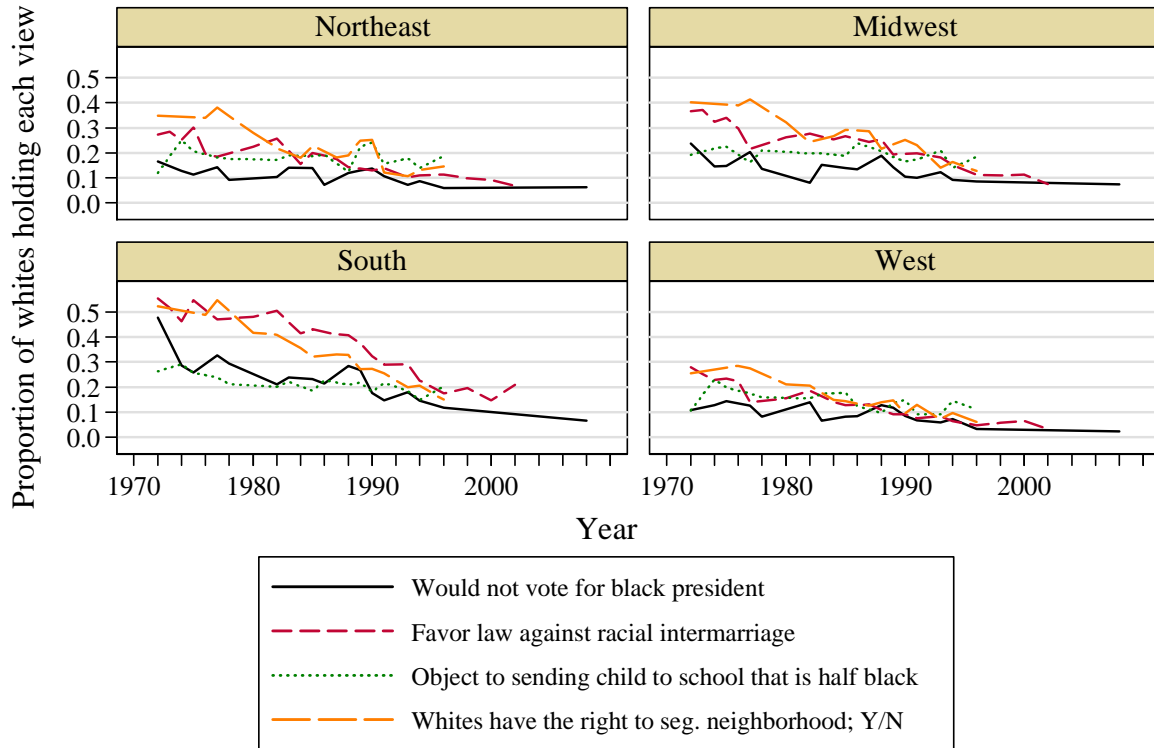 Proportion of whites holding each view
Northeast
Midwest
0.5
0.4
0.3
0.2
0.1
0.0
South
West
0.5
0.4
0.3
0.2
0.1
0.0
1970 1980 1990 2000
1970 1980 1990 2000
Year
Would not vote for black president
Favor law against racial intermarriage
Object to sending child to school that is half black
Whites have the right to seg. neighborhood; Y/N